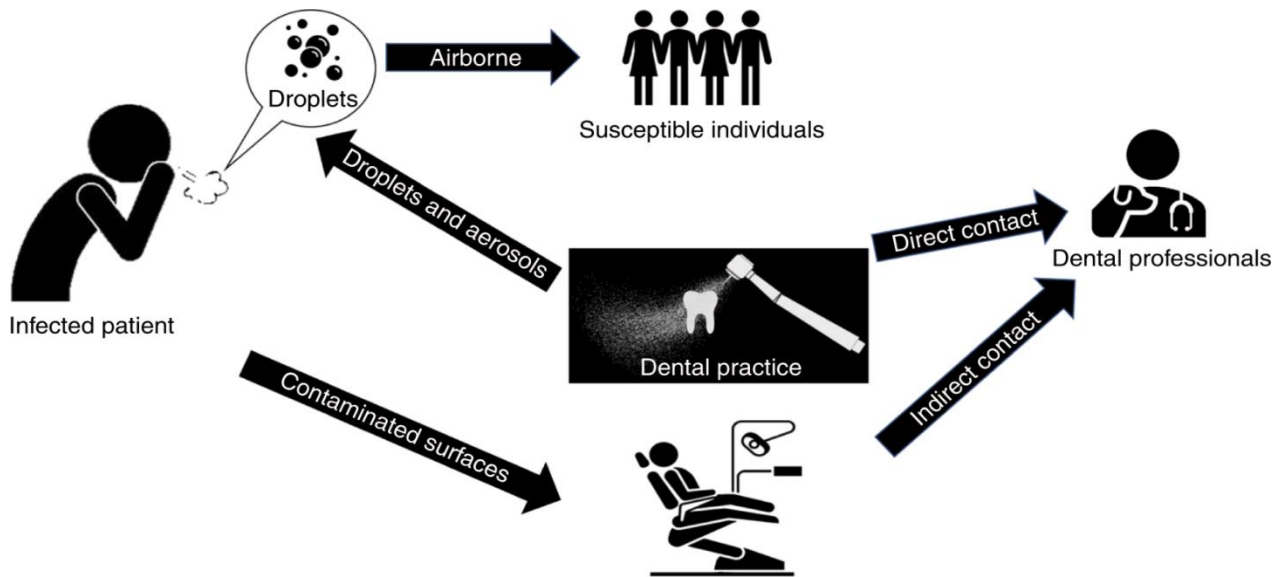 Droplets
Airborne
Susceptible individuals
Infected patient
Droplets and aerosols
Dental practice
Direct contact
Dental professionals
Contaminated surfaces
Indirect contact